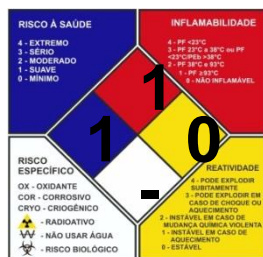 RISCO À SAÚDE
4 - EXTREMO
3 - SÉRIO
2 - MODERADO
1 - SUAVE
0 - MÍNIMO
INFLAMABILIDADE
4 - PF <23°C
3 - PF 23°C a 38°C ou PF
<23°C/PEb >38°C
2 - PF 38°C e 93°C
1 - PF ≥93°C
0 - NÃO INFLAMÁVEL
1
1
0
-
RISCO
ESPECÍFICO
OX - OXIDANTE
COR - CORROSIVO
CRYO - CRIOGÊNICO
- RADIOATIVO
W - NÃO USAR ÁGUA
- RISCO BIOLÓGICO
REATIVIDADE
4 - PODE EXPLODIR
SUBITAMENTE
3 - PODE EXPLODIR EM
CASO DE CHOQUE OU
AQUECIMENTO
2 - INSTÁVEL EM CASO DE
MUDANÇA QUÍMICA VIOLENTA
1 - INSTÁVEL EM CASO DE
AQUECIMENTO
0 - ESTÁVEL